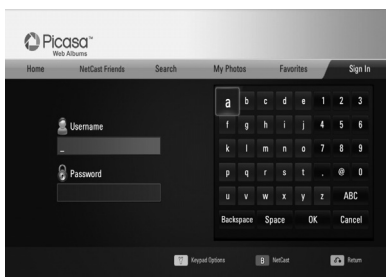 Picasa™
Web Albums
Home NetCast Friends Search My Photos Favorites Sign In
a b c d e 1 2 3
Username
f g h i j 4 5 6
_
k l m n o 7 8 9
Password
p q r s t . @ 0
u v w x y z ABC
Backspace Space OK Cancel
Keypad Options NetCast Return